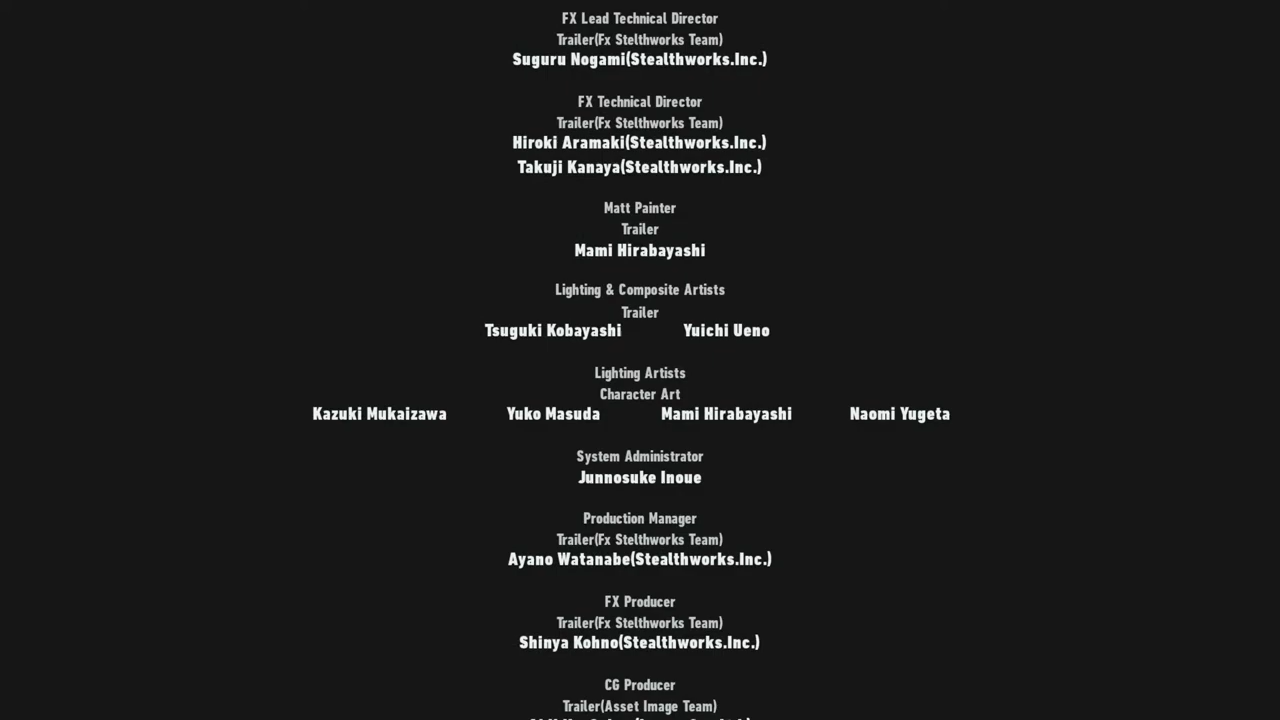 FX Lead Technical Director
Trailer(Fx Stelthworks Team)
Suguru Nogami(Stealthworks.Inc.)
FX Technical Director
Trailer(Fx Stelthworks Team)
Hiroki Aramaki(Stealthworks.Inc.)
Takuji Kanaya(Stealthworks.Inc.)
Matt Painter
Trailer
Mami Hirabayashi
Lighting & Composite Artists
Trailer
Tsuguki Kobayashi Yuichi Ueno
Lighting Artists
Character Art
Kazuki Mukaizawa Yuko Masuda Mami Hirabayashi Naomi Yugeta
System Administrator
Junnosuke Inoue
Production Manager
Trailer(Fx Stelthworks Team)
Ayano Watanabe(Stealthworks.Inc.)
FX Producer
Trailer(Fx Stelthworks Team)
Shinya Kohno(Stealthworks.Inc.)
CG Producer
Trailer(Asset Image Team)